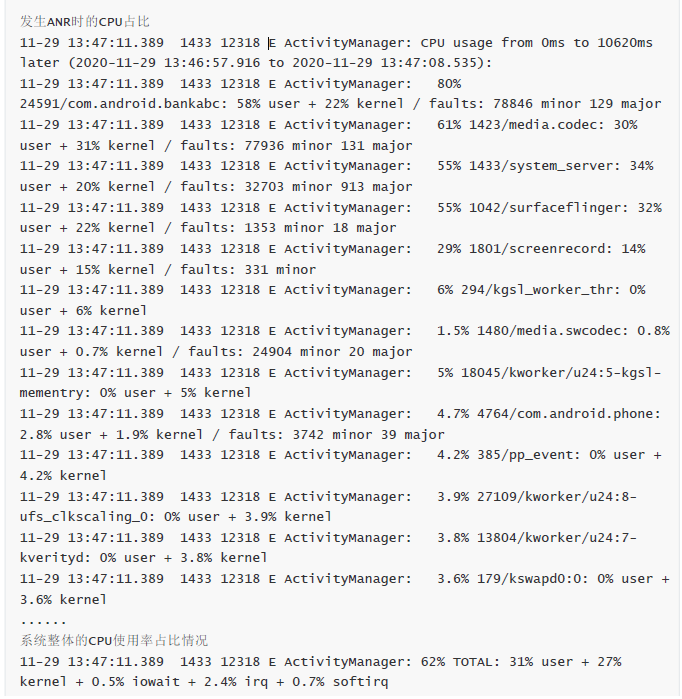 发生ANR时的CPU占比
11-29 13:47:11.389  1433 12318 E ActivityManager: CPU usage from 0ms to 10620ms
later (2020-11-29 13:46:57.916 to 2020-11-29 13:47:08.535):
11-29 13:47:11.389  1433 12318 E ActivityManager:   80%
24591/com.android.bankabc: 58% user + 22% kernel / faults: 78846 minor 129 major
11-29 13:47:11.389  1433 12318 E ActivityManager:   61% 1423/media.codec: 30%
user + 31% kernel / faults: 77936 minor 131 major
11-29 13:47:11.389  1433 12318 E ActivityManager:   55% 1433/system_server: 34%
user + 20% kernel / faults: 32703 minor 913 major
11-29 13:47:11.389  1433 12318 E ActivityManager:   55% 1042/surfaceflinger: 32%
user + 22% kernel / faults: 1353 minor 18 major
11-29 13:47:11.389  1433 12318 E ActivityManager:   29% 1801/screenrecord: 14%
user + 15% kernel / faults: 331 minor
11-29 13:47:11.389  1433 12318 E ActivityManager:   6% 294/kgsl_worker_thr: 0%
user + 6% kernel
11-29 13:47:11.389  1433 12318 E ActivityManager:   1.5% 1480/media.swcodec: 0.8%
user + 0.7% kernel / faults: 24904 minor 20 major
11-29 13:47:11.389  1433 12318 E ActivityManager:   5% 18045/kworker/u24:5-kgsl-
mementry: 0% user + 5% kernel
11-29 13:47:11.389  1433 12318 E ActivityManager:   4.7% 4764/com.android.phone:
2.8% user + 1.9% kernel / faults: 3742 minor 39 major
11-29 13:47:11.389  1433 12318 E ActivityManager:   4.2% 385/pp_event: 0% user +
4.2% kernel
11-29 13:47:11.389  1433 12318 E ActivityManager:   3.9% 27109/kworker/u24:8-
ufs_clkscaling_0: 0% user + 3.9% kernel
11-29 13:47:11.389  1433 12318 E ActivityManager:   3.8% 13804/kworker/u24:7-
kverityd: 0% user + 3.8% kernel
11-29 13:47:11.389  1433 12318 E ActivityManager:   3.6% 179/kswapd0:0: 0% user +
3.6% kernel
......
系统整体的CPU使用率占比情况
11-29 13:47:11.389  1433 12318 E ActivityManager: 62% TOTAL: 31% user + 27%
kernel + 0.5% iowait + 2.4% irq + 0.7% softirq